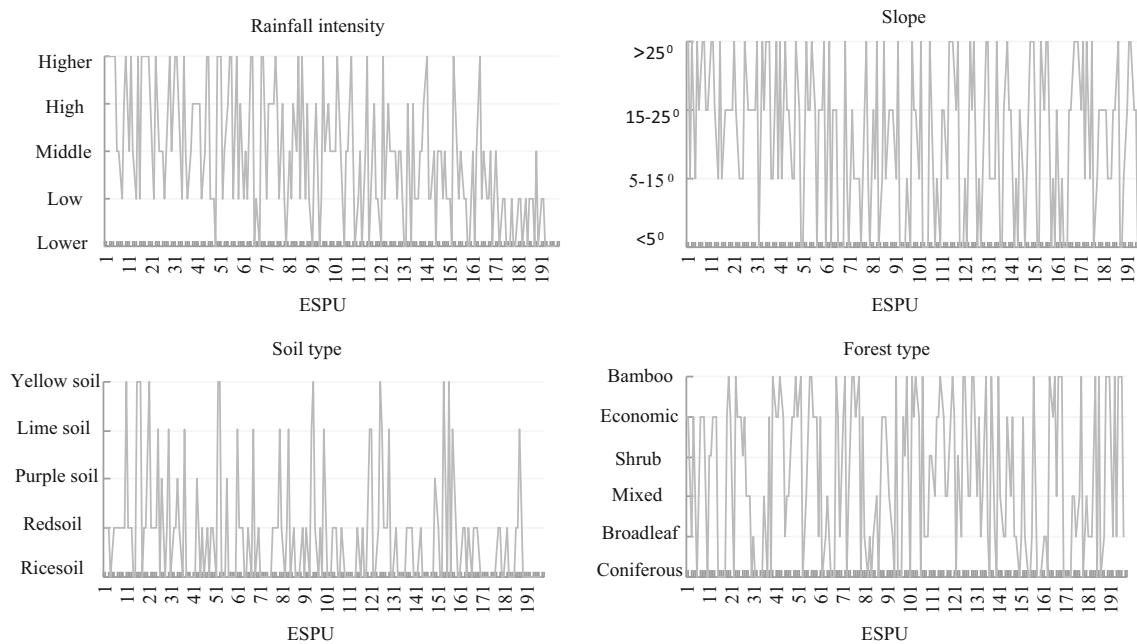 Rainfall intensity
Higher
High
Middle
Low
Lower
1 11 21 31 41 51 61 71 81 91 101 111 121 131 141 151 161 171 181 191
ESPU
Slope
>25⁰
15-25⁰
5-15⁰
<5⁰
1 11 21 31 41 51 61 71 81 91 101 111 121 131 141 151 161 171 181 191
ESPU
Soil type
Yellow soil
Lime soil
Purple soil
Redsoil
Ricesoil
1 11 21 31 41 51 61 71 81 91 101 111 121 131 141 151 161 171 181 191
ESPU
Forest type
Bamboo
Economic
Shrub
Mixed
Broadleaf
Coniferous
1 11 21 31 41 51 61 71 81 91 101 111 121 131 141 151 161 171 181 191
ESPU